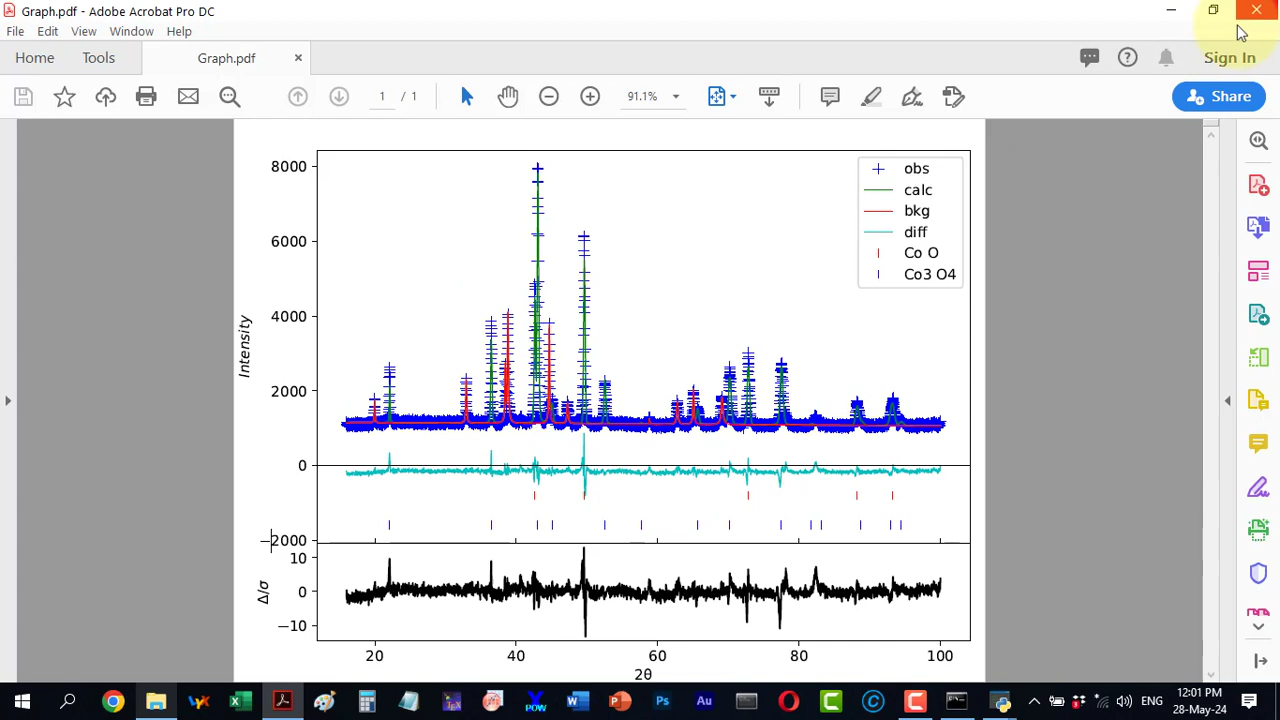 Graph.pdf - Adobe Acrobat Pro DC
File Edit View Window Help
Home Tools Graph.pdf × Sign In
1 / 1 91.1% Share
8000
6000
4000
2000
0
−2000
Intensity
obs
calc
bkg
diff
Co O
Co3 O4
10
0
−10
Δ/σ
20 40 60 80 100
2θ
ENG
12:01 PM
28-May-24